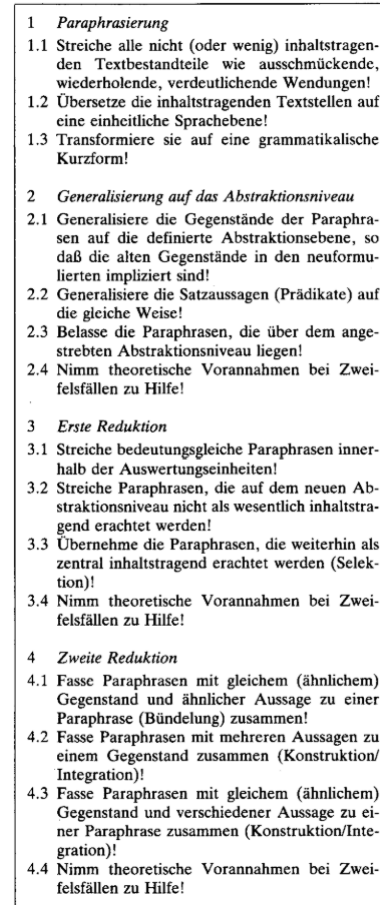 1 Paraphrasierung
1.1 Streiche alle nicht (oder wenig) inhaltstragen-
den Textbestandteile wie ausschmückende,
wiederholende, verdeutlichende Wendungen!
1.2 Übersetze die inhaltstragenden Textstellen auf
eine einheitliche Sprachebene!
1.3 Transformiere sie auf eine grammatikalische
Kurzform!
2 Generalisierung auf das Abstraktionsniveau
2.1 Generalisiere die Gegenstände der Paraphra-
sen auf die definierte Abstraktionsebene, so
daß die alten Gegenstände in den neuformu-
lierten impliziert sind!
2.2 Generalisiere die Satzaussagen (Prädikate) auf
die gleiche Weise!
2.3 Belasse die Paraphrasen, die über dem ange-
strebten Abstraktionsniveau liegen!
2.4 Nimm theoretische Vorannahmen bei Zwei-
felsfällen zu Hilfe!
3 Erste Reduktion
3.1 Streiche bedeutungsgleiche Paraphrasen inner-
halb der Auswertungseinheiten!
3.2 Streiche Paraphrasen, die auf dem neuen Ab-
straktionsniveau nicht als wesentlich inhaltstra-
gend erachtet werden!
3.3 Übernehme die Paraphrasen, die weiterhin als
zentral inhaltstragend erachtet werden (Selek-
tion)!
3.4 Nimm theoretische Vorannahmen bei Zwei-
felsfällen zu Hilfe!
4 Zweite Reduktion
4.1 Fasse Paraphrasen mit gleichem (ähnlichem)
Gegenstand und ähnlicher Aussage zu einer
Paraphrase (Bündelung) zusammen!
4.2 Fasse Paraphrasen mit mehreren Aussagen zu
einem Gegenstand zusammen (Konstruktion/
Integration)!
4.3 Fasse Paraphrasen mit gleichem (ähnlichem)
Gegenstand und verschiedener Aussage zu ei-
ner Paraphrase zusammen (Konstruktion/Inte-
gration)!
4.4 Nimm theoretische Vorannahmen bei Zwei-
felsfällen zu Hilfe!